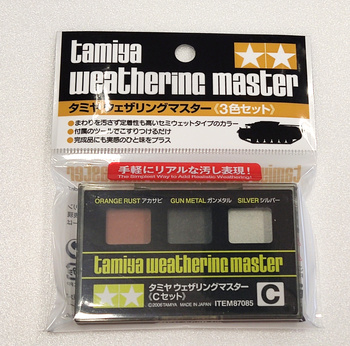 tamiya
weathering master
タミヤ ウェザリングマスター《3色セット》
●まわりを汚さず定着性も高いセミウェットタイプのカラー
●付属のツールでこすりつけるだけ
●完成品にも実感のひと味をプラス
手軽にリアルな汚し表現!
The Simplest Way to Add Realistic Weathering!
ORANGE RUST アカサビ GUN METAL ガンメタル SILVER シルバー
tamiya weathering master
タミヤ ウェザリングマスター
《Cセット》
C
©2006 TAMIYA MADE IN JAPAN ITEM87085